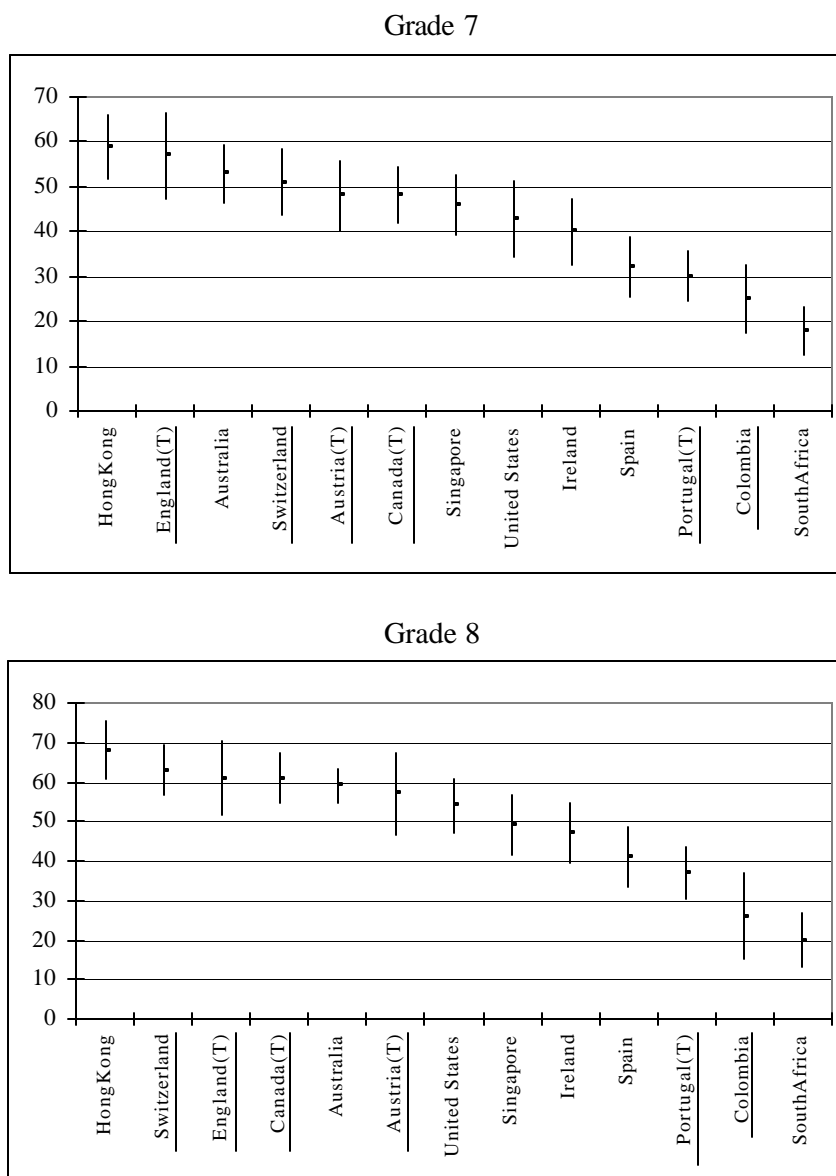 Grade 7
70
60
50
40
30
20
10
0
HongKong
England(T)
Australia
Switzerland
Austria(T)
Canada(T)
Singapore
United States
Ireland
Spain
Portugal(T)
Colombia
SouthAfrica
Grade 8
80
70
60
50
40
30
20
10
0
HongKong
Switzerland
England(T)
Canada(T)
Australia
Austria(T)
United States
Singapore
Ireland
Spain
Portugal(T)
Colombia
SouthAfrica